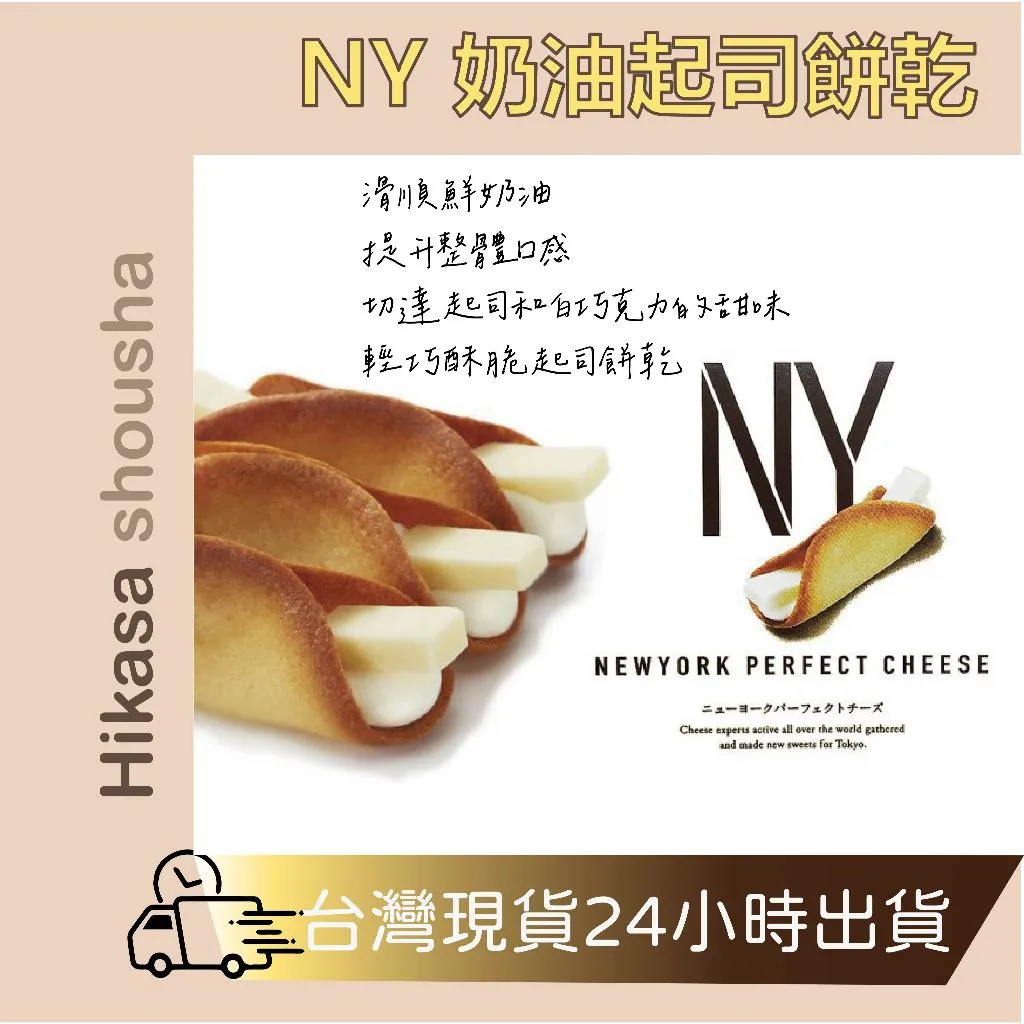 NY 奶油起司餅乾
滑順鮮奶油
提升整體口感
切達起司和白巧克力的甜味
輕巧酥脆起司餅乾
Hikasa shousha
NY
NEWYORK PERFECT CHEESE
ニューヨークパーフェクトチーズ
Cheese experts active all over the world gathered
and made new sweets for Tokyo.
台灣現貨24小時出貨